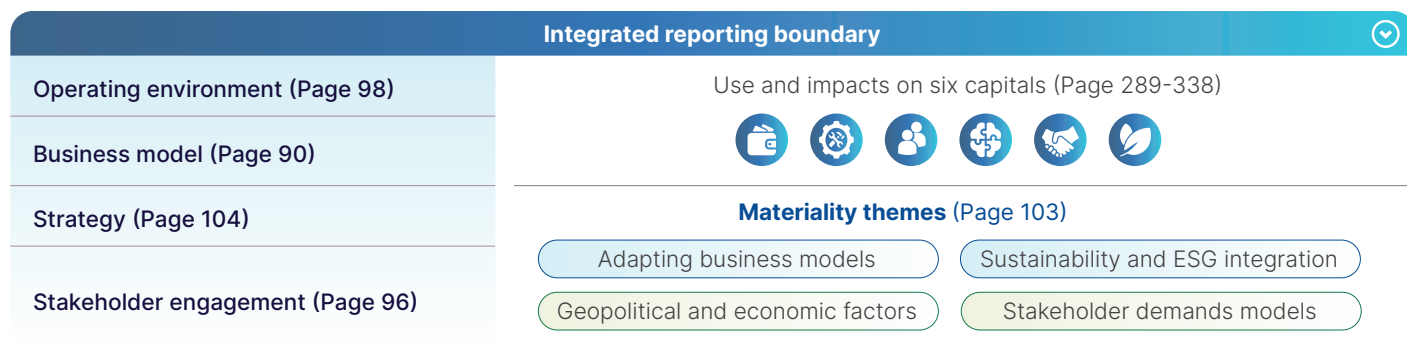 Integrated reporting boundary
Operating environment (Page 98)
Business model (Page 90)
Strategy (Page 104)
Stakeholder engagement (Page 96)
Use and impacts on six capitals (Page 289-338)
Materiality themes (Page 103)
Adapting business models
Sustainability and ESG integration
Geopolitical and economic factors
Stakeholder demands models